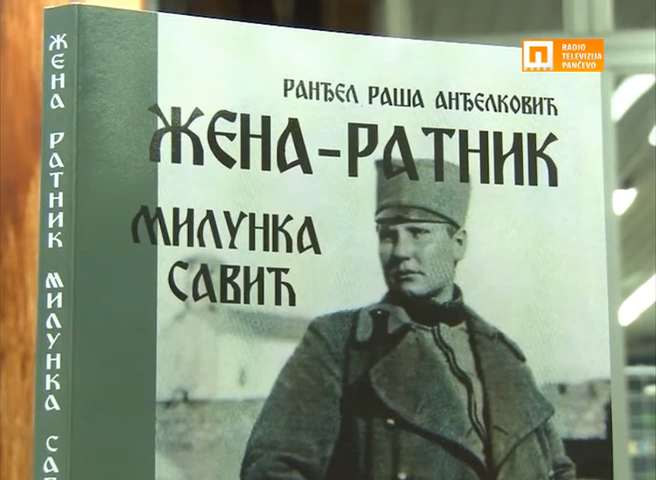 RADIO
TELEVIZIJA
PANČEVO
РАНЂЕЛ РАША АНЂЕЛКОВИЋ
ЖЕНА-РАТНИК
МИЛУНКА
САВИЋ
ЖЕНА РАТНИК МИЛУНКА